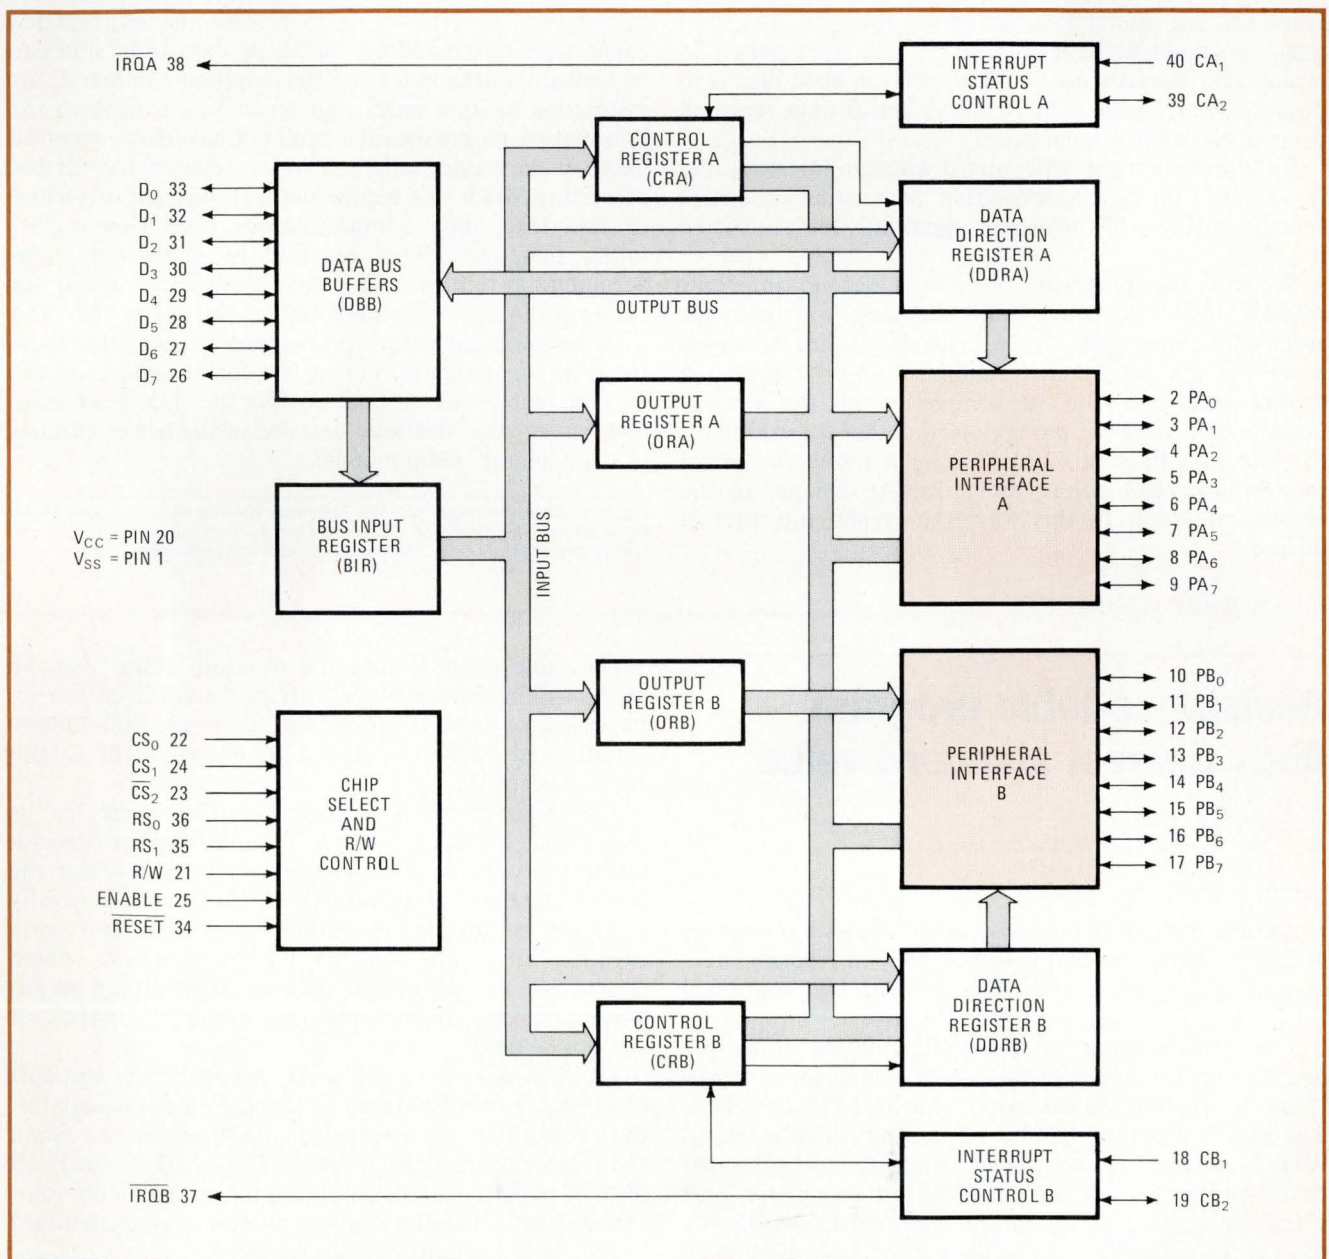 IRQA 38
INTERRUPT
STATUS
CONTROL A
40 CA₁
39 CA₂
CONTROL
REGISTER A
(CRA)
D₀ 33
D₁ 32
D₂ 31
D₃ 30
D₄ 29
D₅ 28
D₆ 27
D₇ 26
DATA BUS
BUFFERS
(DBB)
DATA
DIRECTION
REGISTER A
(DDRA)
OUTPUT BUS
OUTPUT
REGISTER A
(ORA)
PERIPHERAL
INTERFACE
A
2 PA₀
3 PA₁
4 PA₂
5 PA₃
6 PA₄
7 PA₅
8 PA₆
9 PA₇
V_CC = PIN 20
V_SS = PIN 1
BUS INPUT
REGISTER
(BIR)
INPUT BUS
OUTPUT
REGISTER B
(ORB)
PERIPHERAL
INTERFACE
B
10 PB₀
11 PB₁
12 PB₂
13 PB₃
14 PB₄
15 PB₅
16 PB₆
17 PB₇
CS₀ 22
CS₁ 24
C̅S̅₂ 23
RS₀ 36
RS₁ 35
R/W 21
ENABLE 25
R̅E̅S̅E̅T̅ 34
CHIP
SELECT
AND
R/W
CONTROL
CONTROL
REGISTER B
(CRB)
DATA
DIRECTION
REGISTER B
(DDRB)
I̅R̅Q̅B̅ 37
INTERRUPT
STATUS
CONTROL B
18 CB₁
19 CB₂